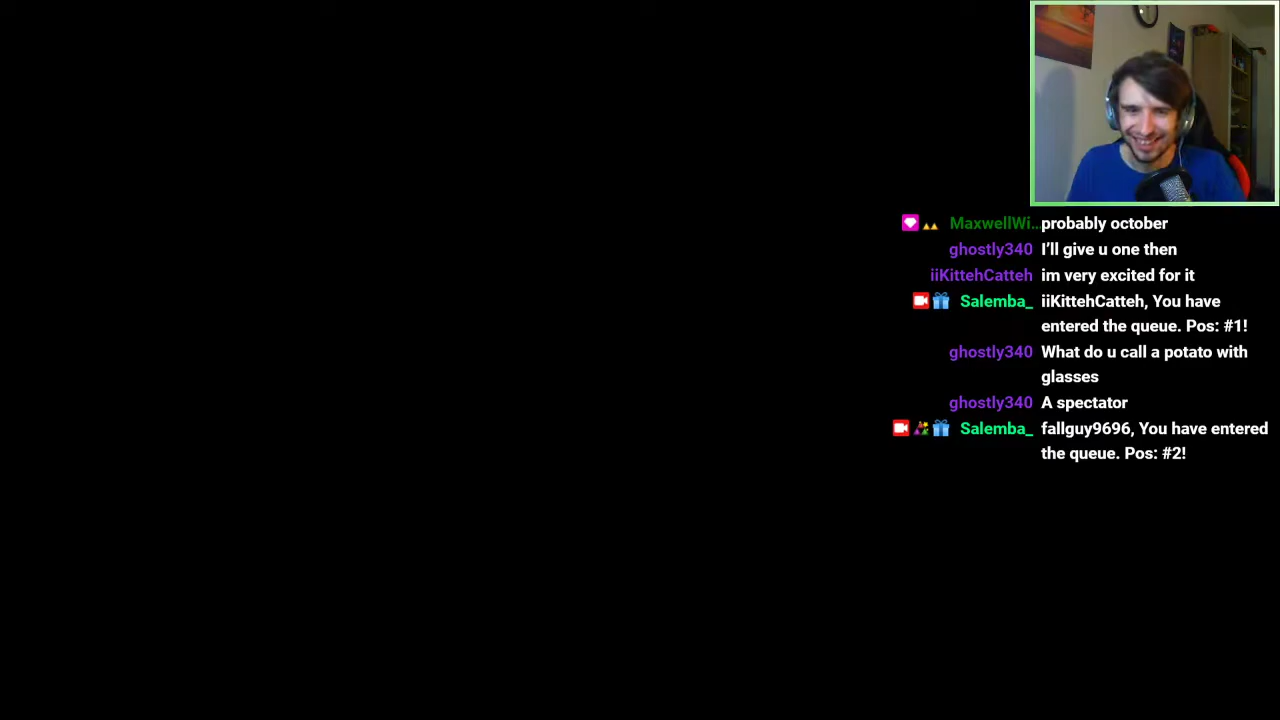 MaxwellWi... probably october
ghostly340 I'll give u one then
iiKittehCatteh im very excited for it
Salemba_ iiKittehCatteh, You have
entered the queue. Pos: #1!
ghostly340 What do u call a potato with
glasses
ghostly340 A spectator
Salemba_ fallguy9696, You have entered
the queue. Pos: #2!